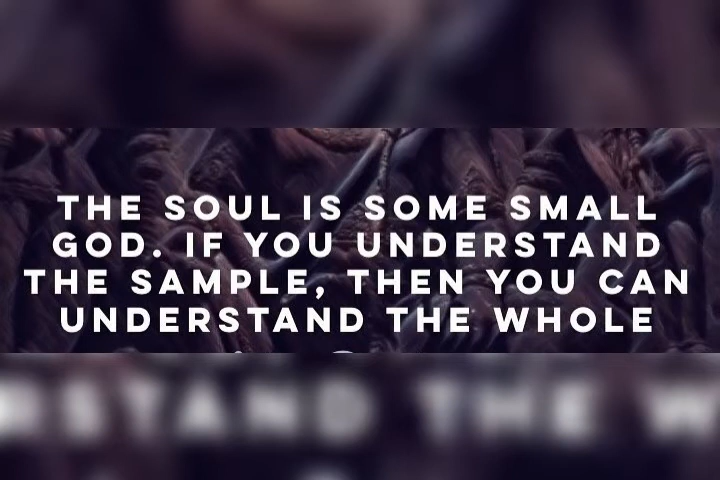 THE SOUL IS SOME SMALL
GOD. IF YOU UNDERSTAND
THE SAMPLE, THEN YOU CAN
UNDERSTAND THE WHOLE